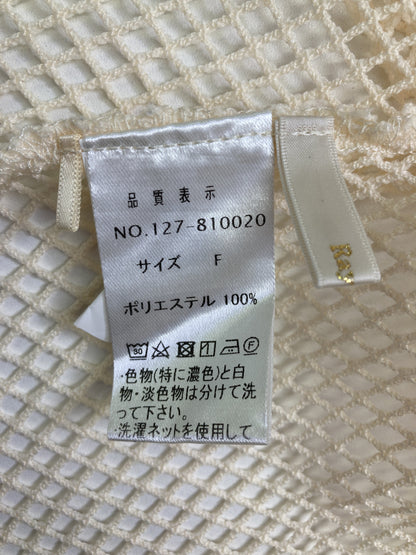 品質表示
NO.127-810020
サイズ F
ポリエステル 100%
・色物(特に濃色)と白
物・淡色物は分けて洗
って下さい。
・洗濯ネットを使用して